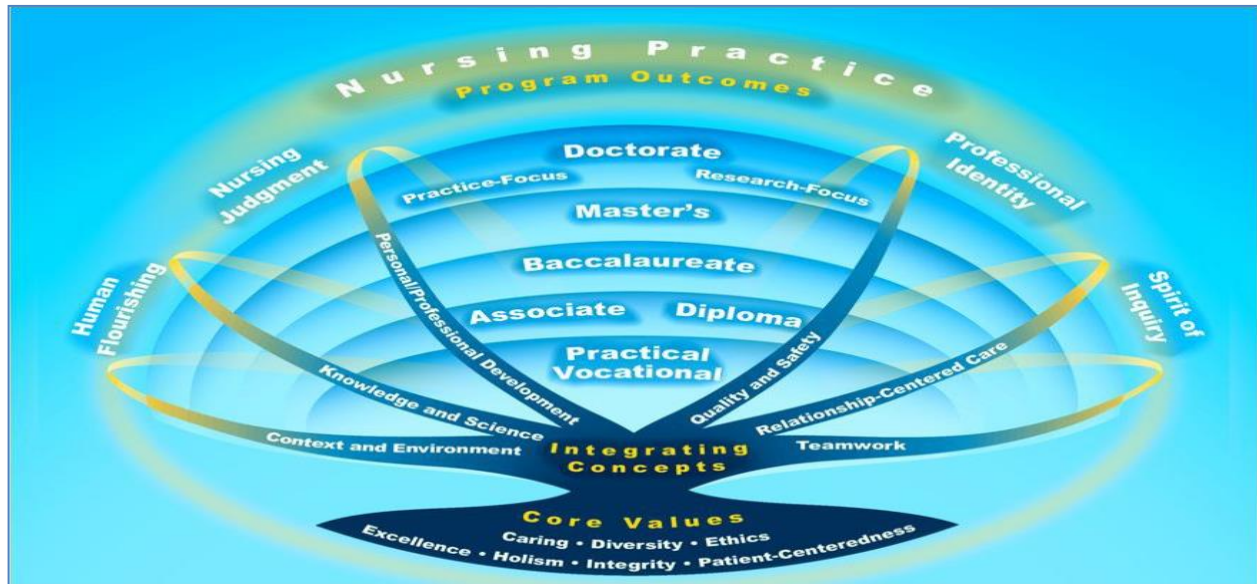 Nursing Practice
Program Outcomes
Nursing
Judgment
Professional
Identity
Human
Flourishing
Spirit of
Inquiry
Doctorate
Practice-Focus
Research-Focus
Master's
Baccalaureate
Associate
Diploma
Practical
Vocational
Personal/Professional Development
Quality and Safety
Knowledge and Science
Relationship-Centered Care
Context and Environment
Teamwork
Integrating
Concepts
Core Values
Caring • Diversity • Ethics
Excellence • Holism • Integrity • Patient-Centeredness